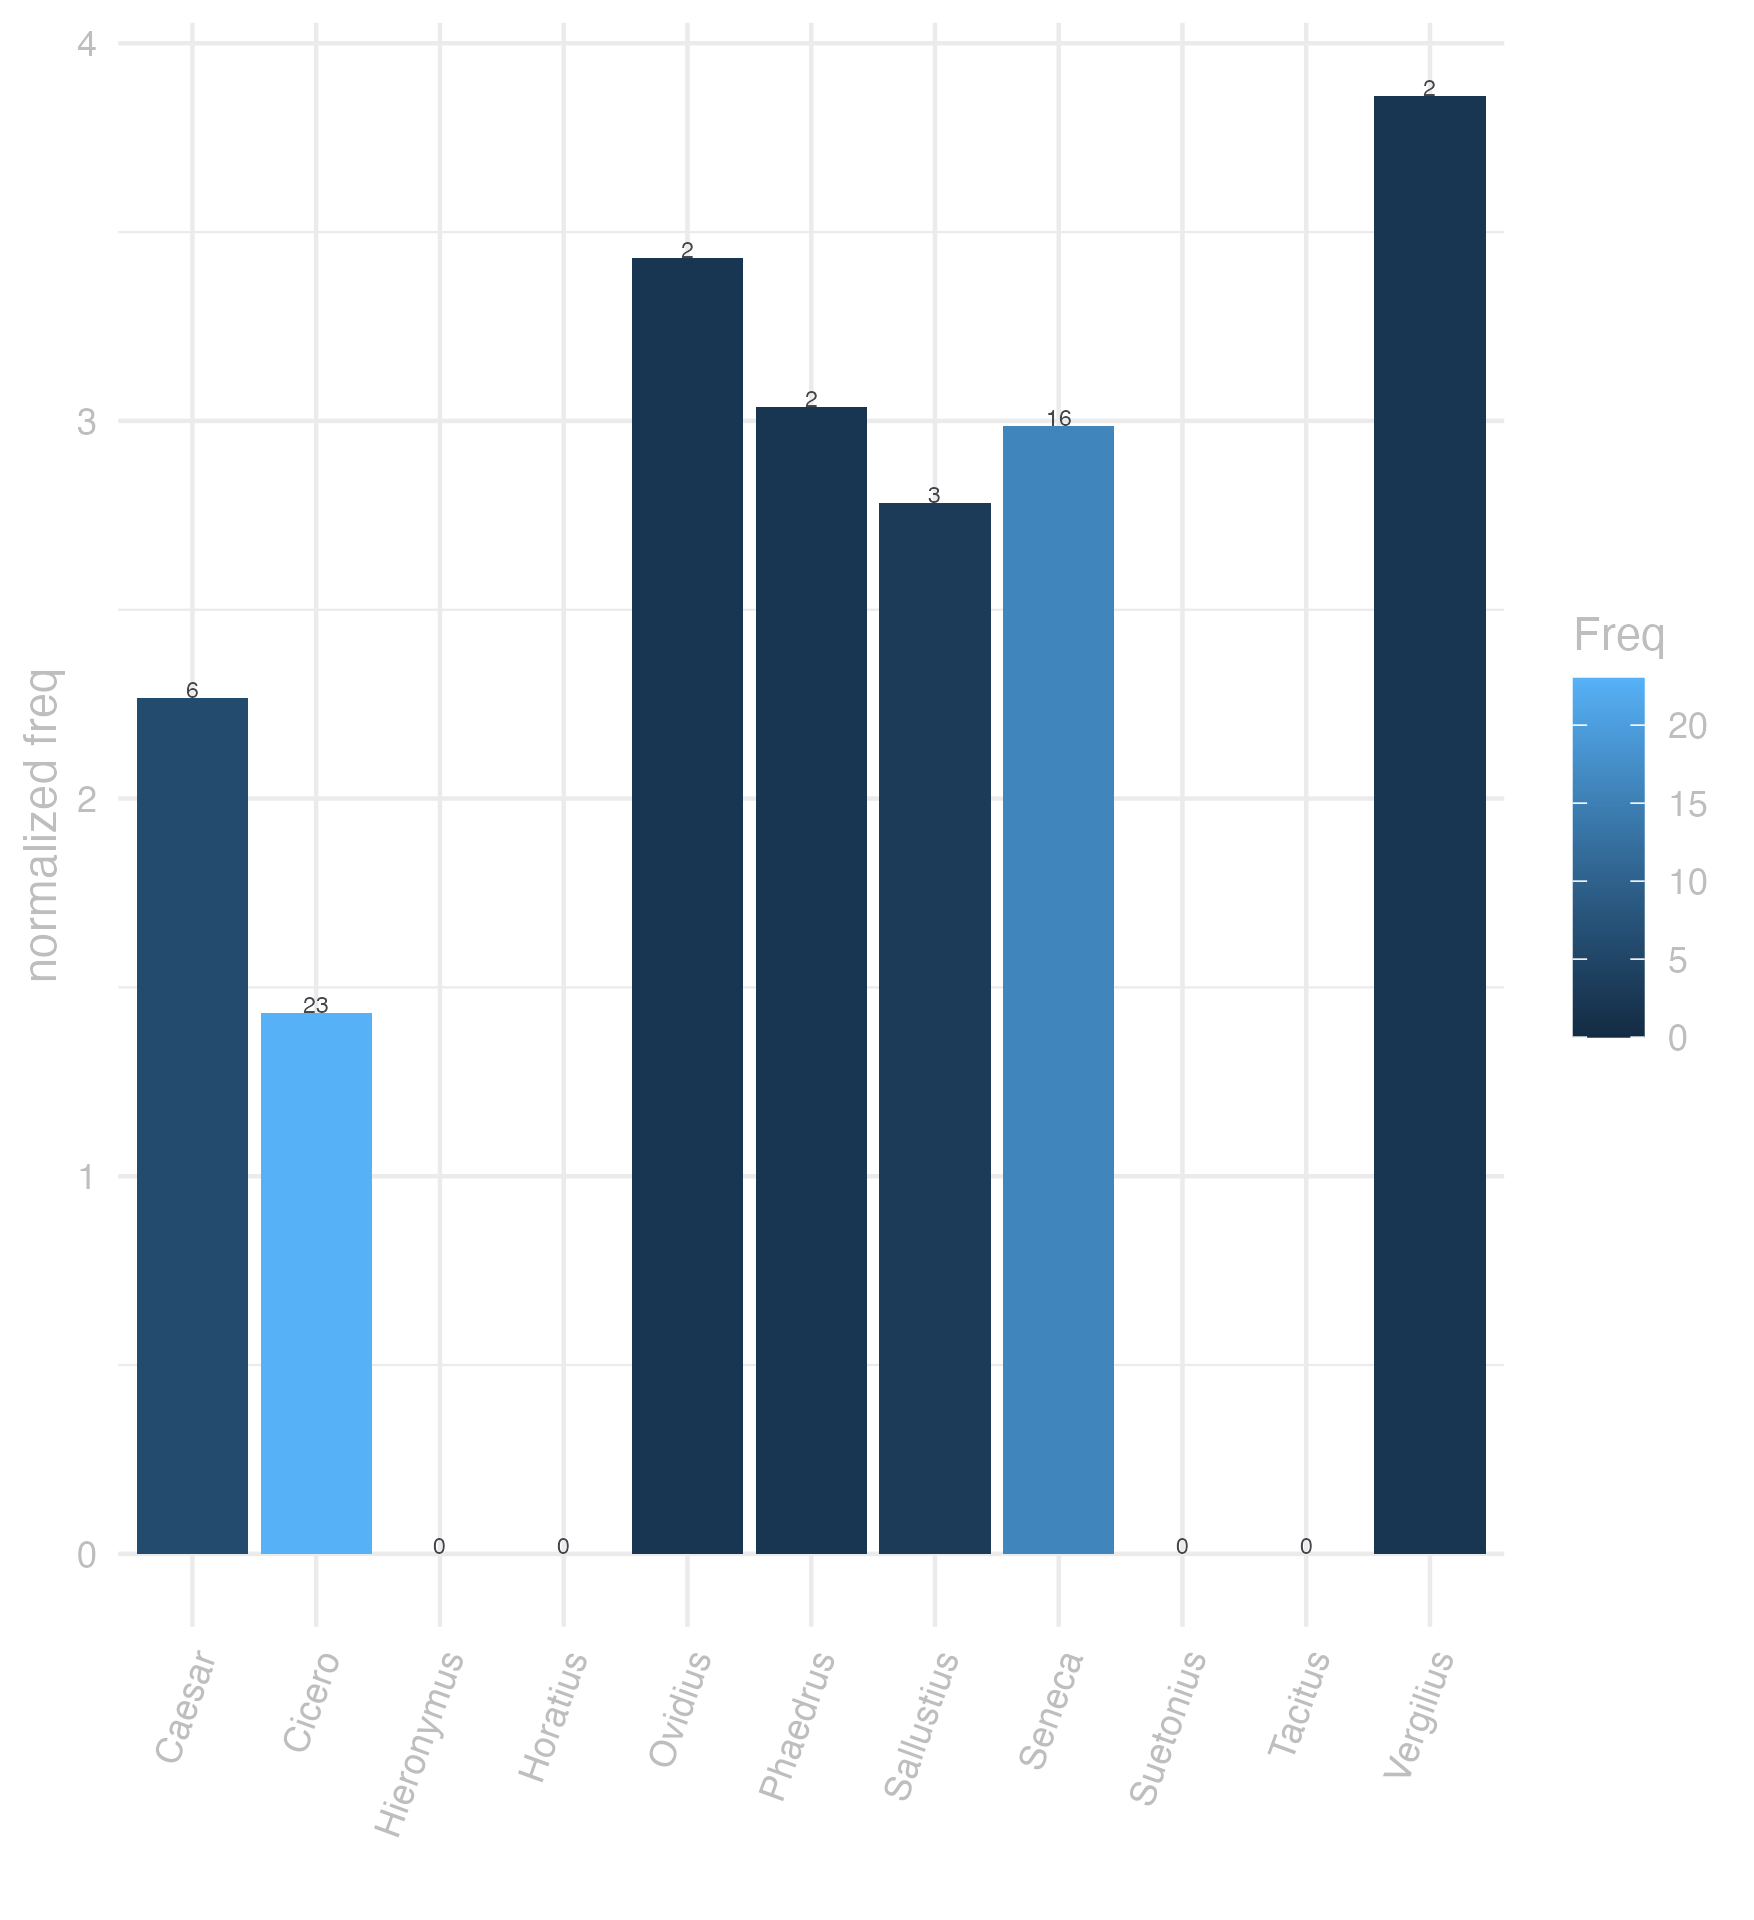 4
3
2
1
0
normalized freq
6
23
0
0
2
2
3
16
0
0
2
Caesar
Cicero
Hieronymus
Horatius
Ovidius
Phaedrus
Sallustius
Seneca
Suetonius
Tacitus
Vergilius
Freq
20
15
10
5
0